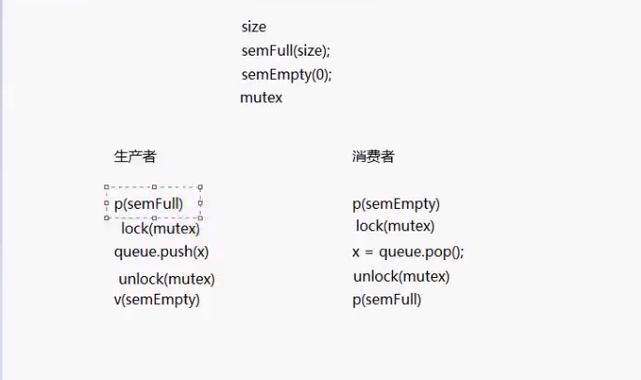 size
semFull(size);
semEmpty(0);
mutex
生产者
p(semFull)
lock(mutex)
queue.push(x)
unlock(mutex)
v(semEmpty)
消费者
p(semEmpty)
lock(mutex)
x = queue.pop();
unlock(mutex)
p(semFull)